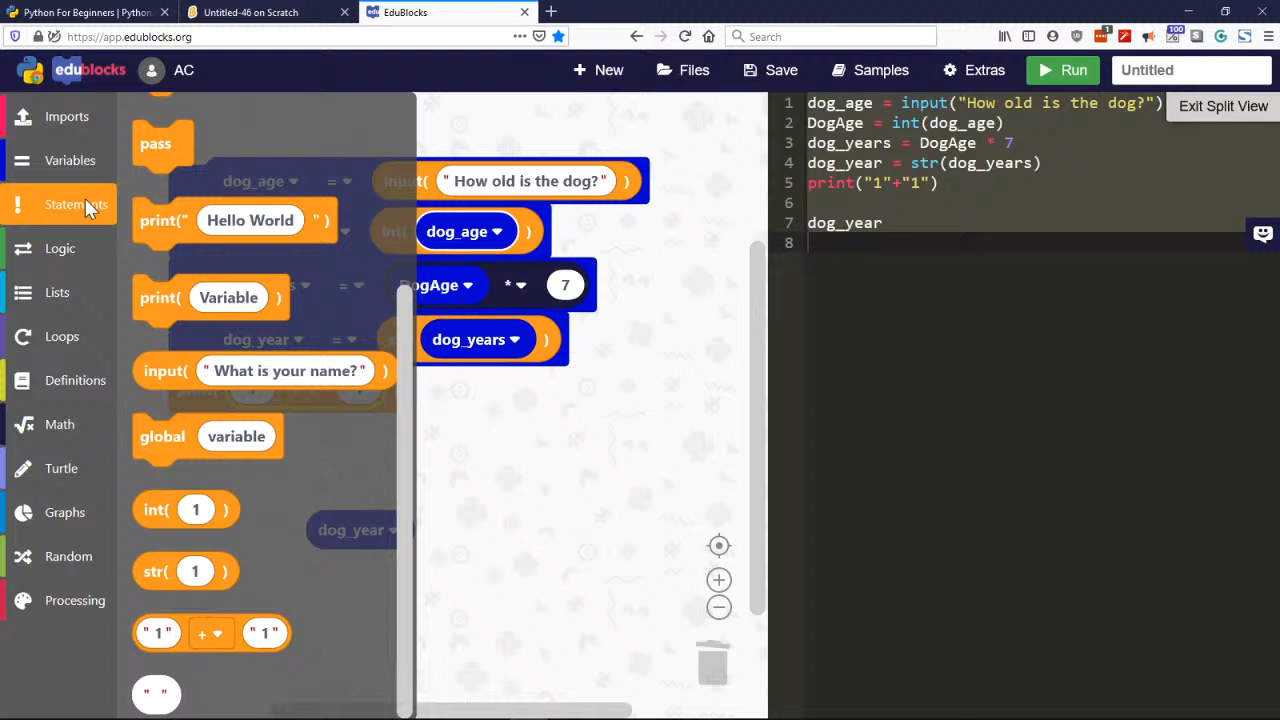 Python For Beginners | Python.
Untitled-46 on Scratch
EduBlocks
https://app.edublocks.org
Search
100
1
edublocks
AC
New
Files
Save
Samples
Extras
Run
Untitled
Imports
Variables
Statements
Logic
Lists
Loops
Definitions
Math
Turtle
Graphs
Random
Processing
pass
print(" Hello World ")
print( Variable )
input( " What is your name? " )
global variable
int( 1 )
str( 1 )
" 1 " + " 1 "
" "
dog_age = input( " How old is the dog? " )
= int( dog_age )
= DogAge * 7
dog_year = dog_years )
print(
dog_year
1 dog_age = input("How old is the dog?")
2 DogAge = int(dog_age)
3 dog_years = DogAge * 7
4 dog_year = str(dog_years)
5 print("1"+"1")
6
7 dog_year
8
Exit Split View